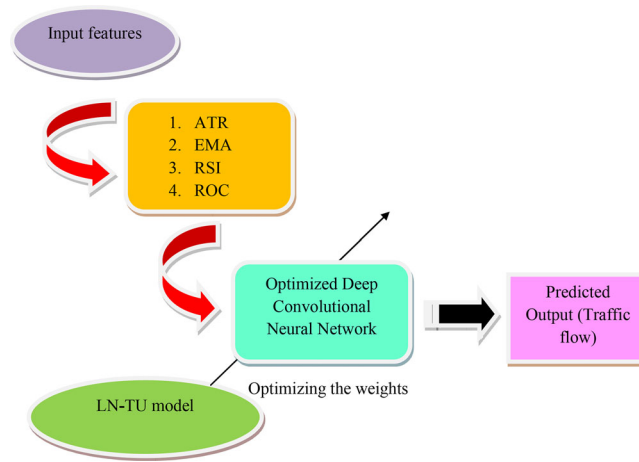 Input features
1. ATR
2. EMA
3. RSI
4. ROC
Optimized Deep
Convolutional
Neural Network
Predicted
Output (Traffic
flow)
Optimizing the weights
LN-TU model